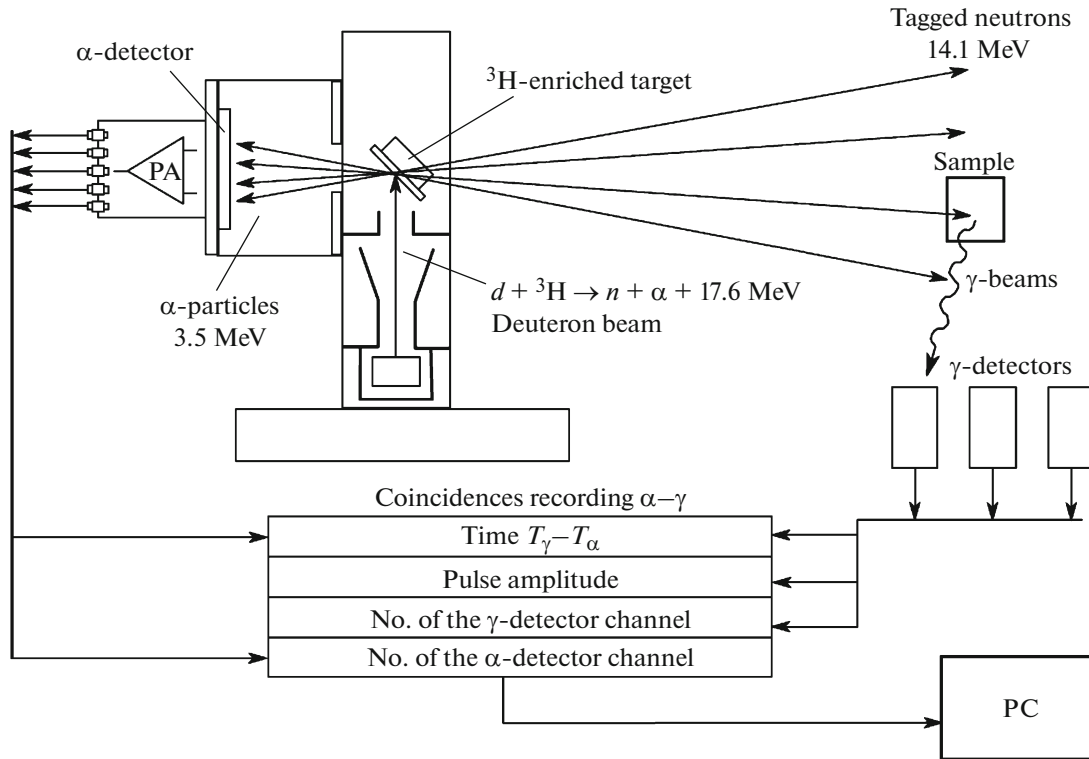 Tagged neutrons
14.1 MeV
α-detector
³H-enriched target
PA
Sample
γ-beams
d + ³H → n + α + 17.6 MeV
Deuteron beam
α-particles
3.5 MeV
γ-detectors
Coincidences recording α–γ
Time Tγ–Tα
Pulse amplitude
No. of the γ-detector channel
No. of the α-detector channel
PC